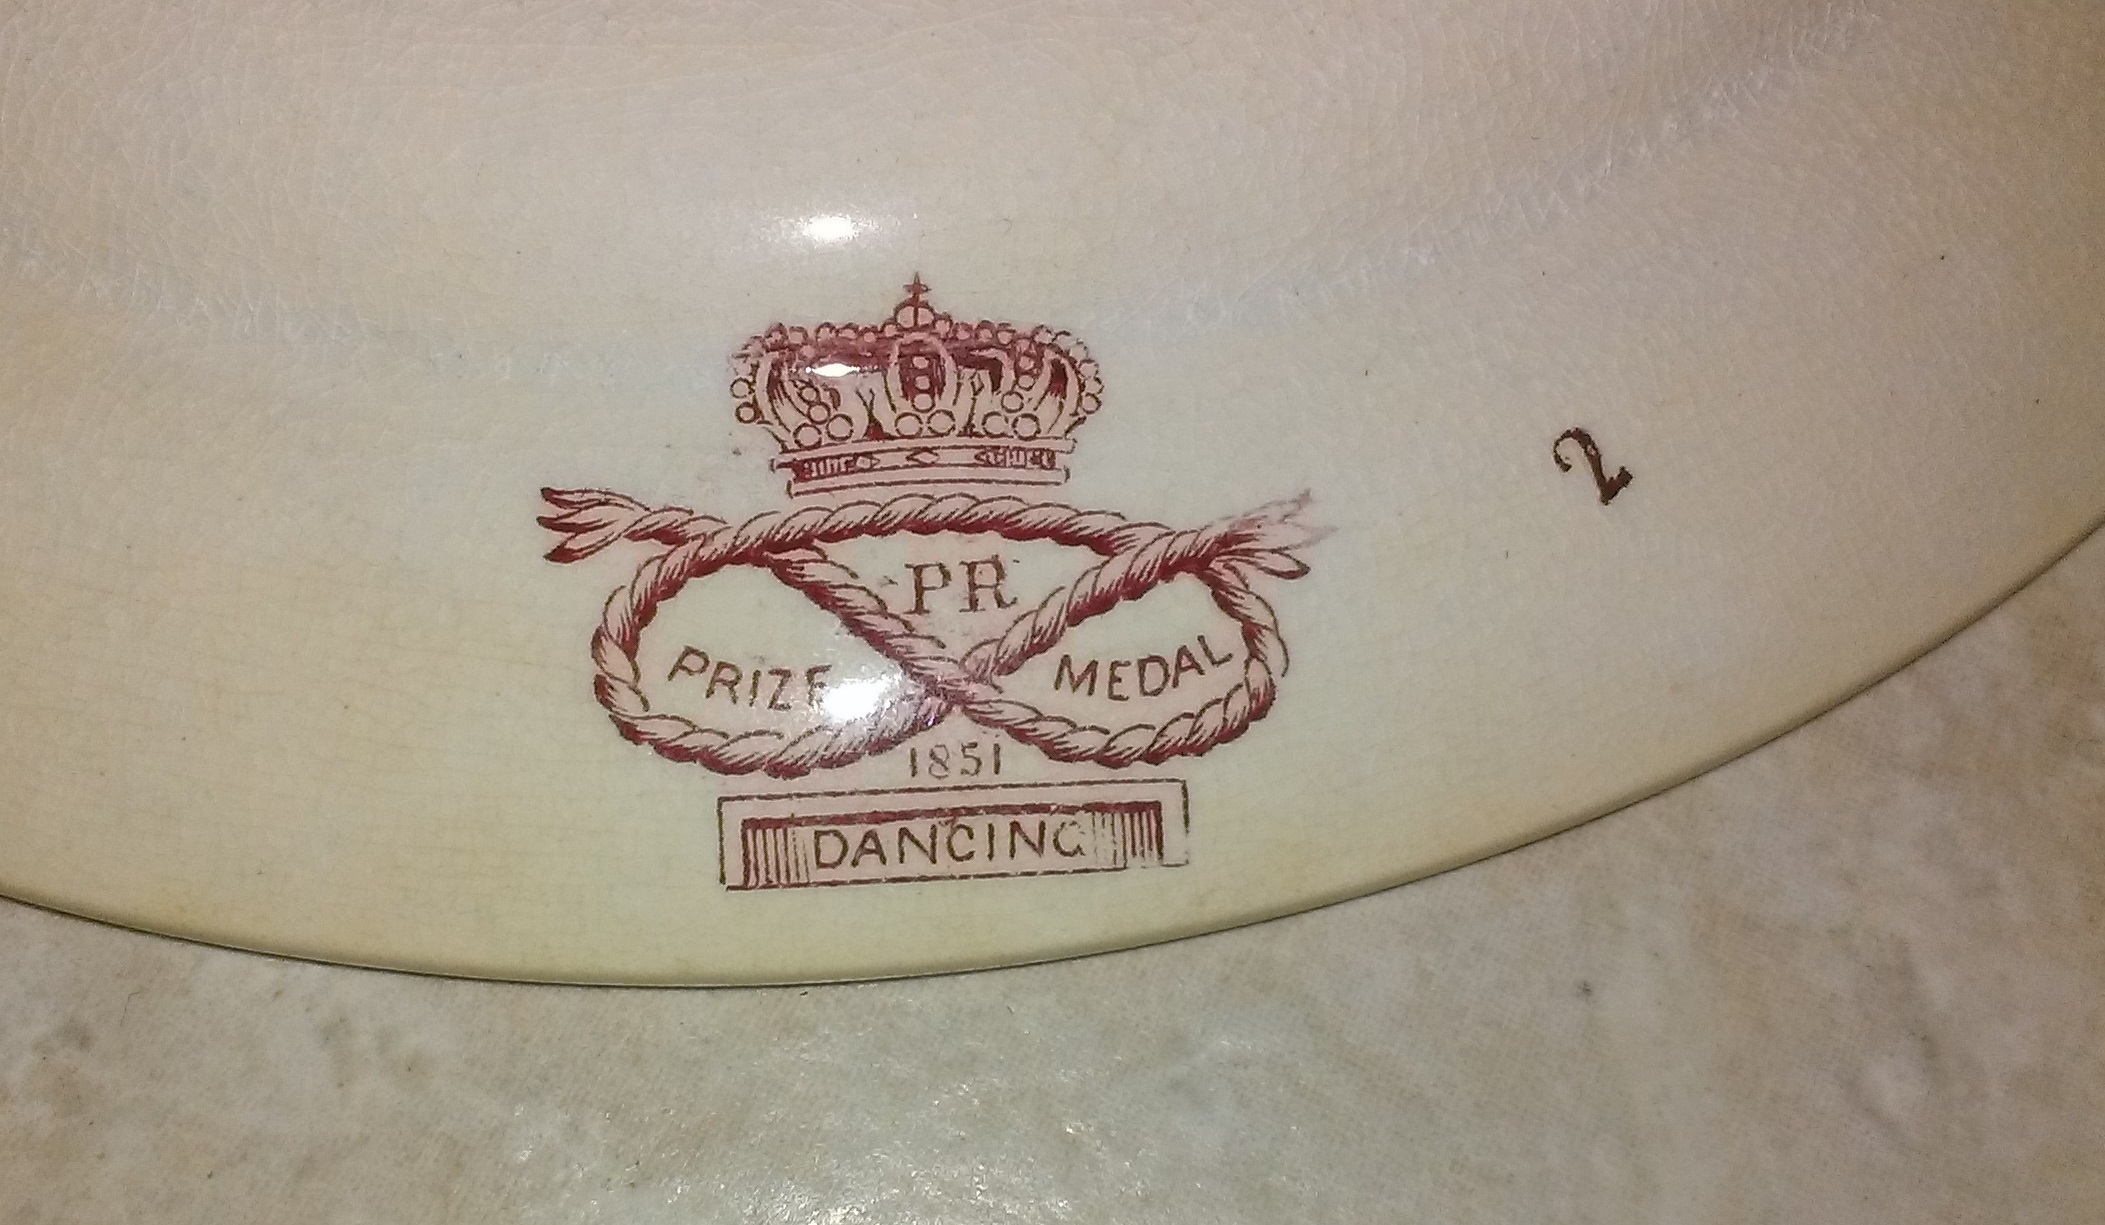 PR
PRIZE MEDAL
1851
DANCING
2